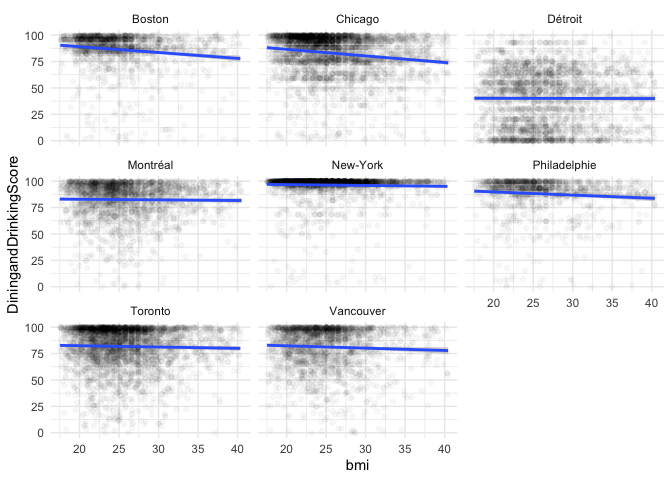 Boston
Chicago
Détroit
100
75
50
25
0
Montréal
New-York
Philadelphie
100
75
50
25
0
20 25 30 35 40
Toronto
Vancouver
100
75
50
25
0
20 25 30 35 40
20 25 30 35 40
bmi
DiningandDrinkingScore